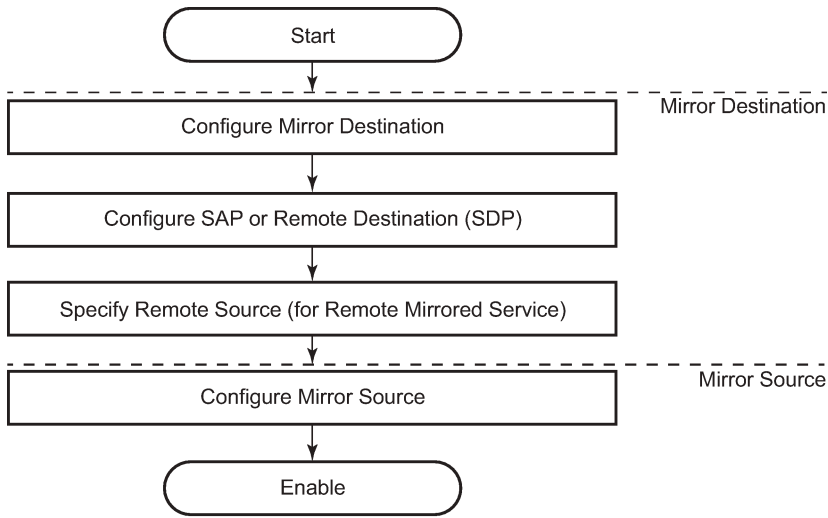 Start
Mirror Destination
Configure Mirror Destination
Configure SAP or Remote Destination (SDP)
Specify Remote Source (for Remote Mirrored Service)
Mirror Source
Configure Mirror Source
Enable